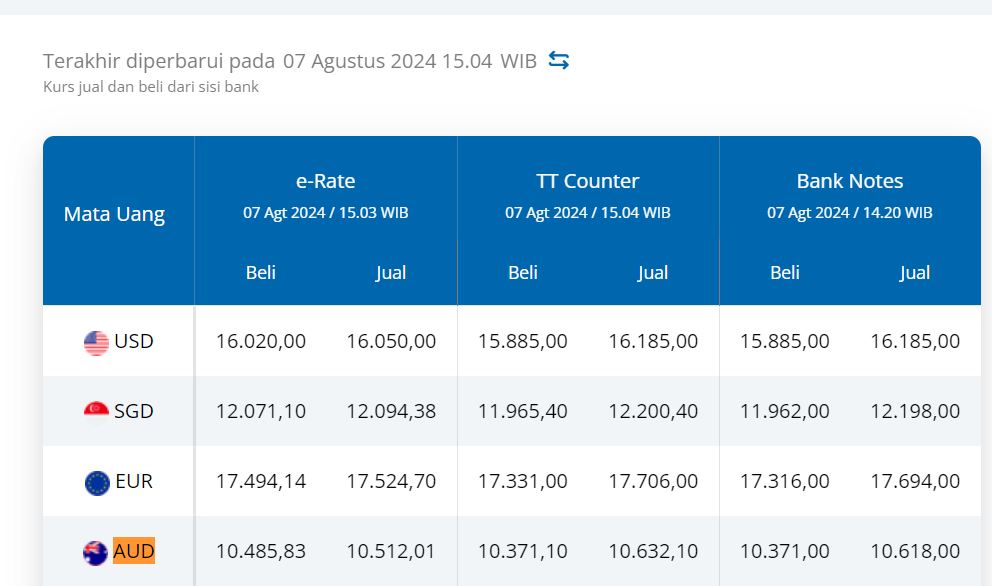 Terakhir diperbarui pada 07 Agustus 2024 15.04 WIB
Kurs jual dan beli dari sisi bank
Mata Uang
e-Rate
07 Agt 2024 / 15.03 WIB
Beli Jual
TT Counter
07 Agt 2024 / 15.04 WIB
Beli Jual
Bank Notes
07 Agt 2024 / 14.20 WIB
Beli Jual
USD 16.020,00 16.050,00 15.885,00 16.185,00 15.885,00 16.185,00
SGD 12.071,10 12.094,38 11.965,40 12.200,40 11.962,00 12.198,00
EUR 17.494,14 17.524,70 17.331,00 17.706,00 17.316,00 17.694,00
AUD 10.485,83 10.512,01 10.371,10 10.632,10 10.371,00 10.618,00